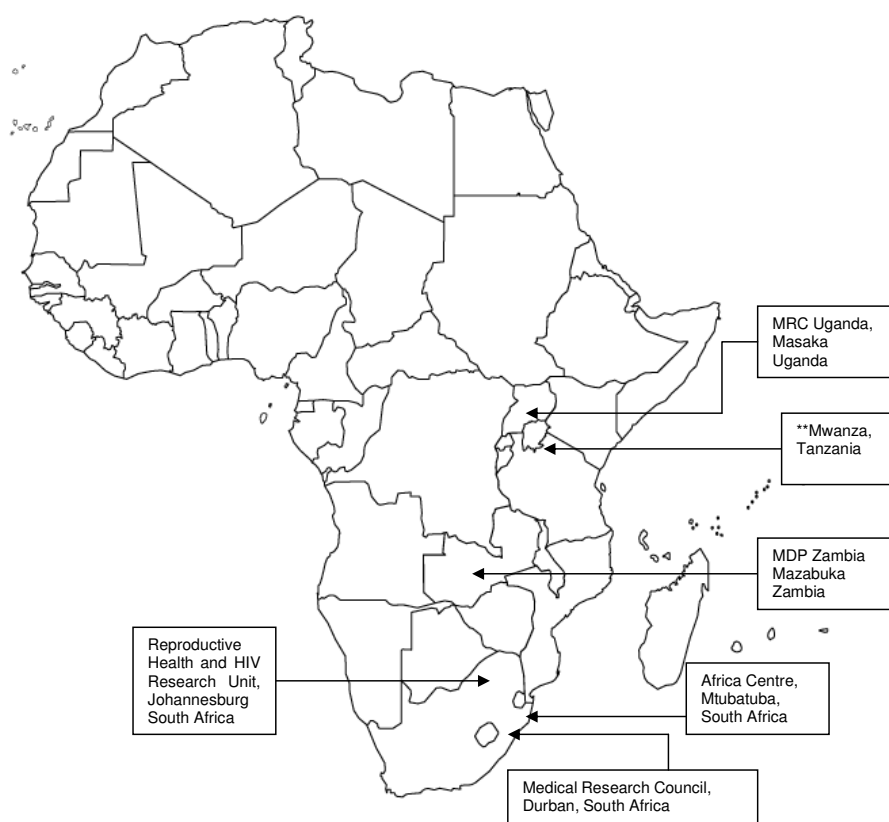 MRC Uganda,
Masaka
Uganda
**Mwanza,
Tanzania
MDP Zambia
Mazabuka
Zambia
Reproductive
Health and HIV
Research Unit,
Johannesburg
South Africa
Africa Centre,
Mtubatuba,
South Africa
Medical Research Council,
Durban, South Africa